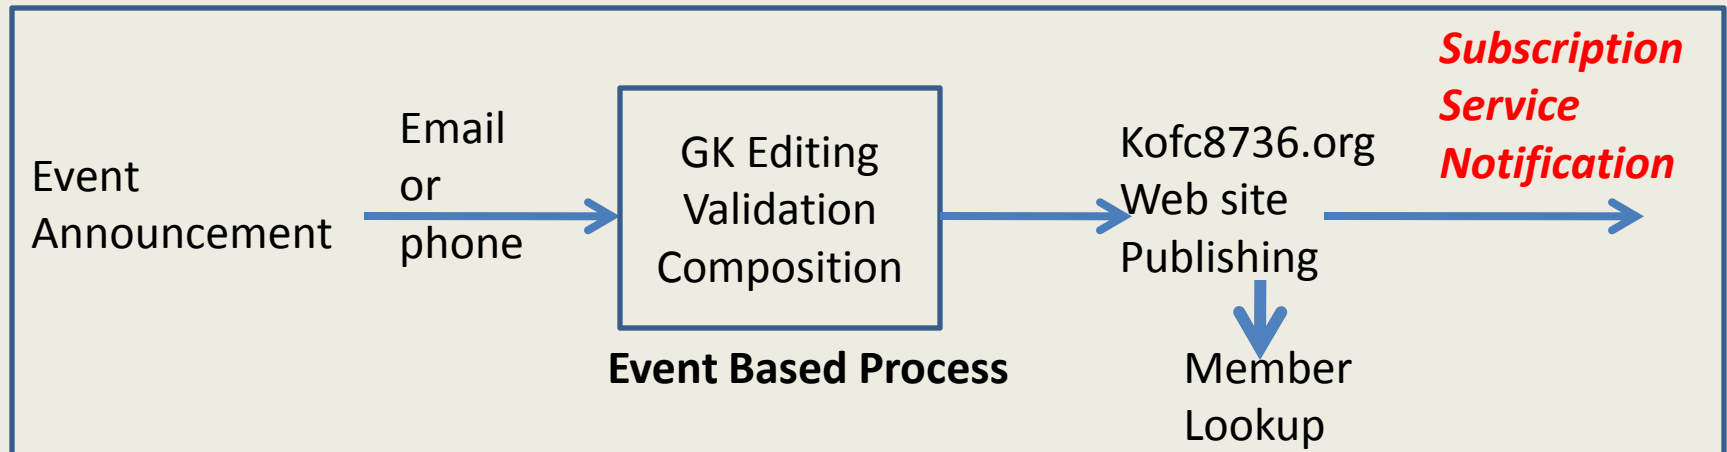 Event
Announcement
Email
or
phone
GK Editing
Validation
Composition
Event Based Process
Kofc8736.org
Web site
Publishing
Member
Lookup
Subscription
Service
Notification